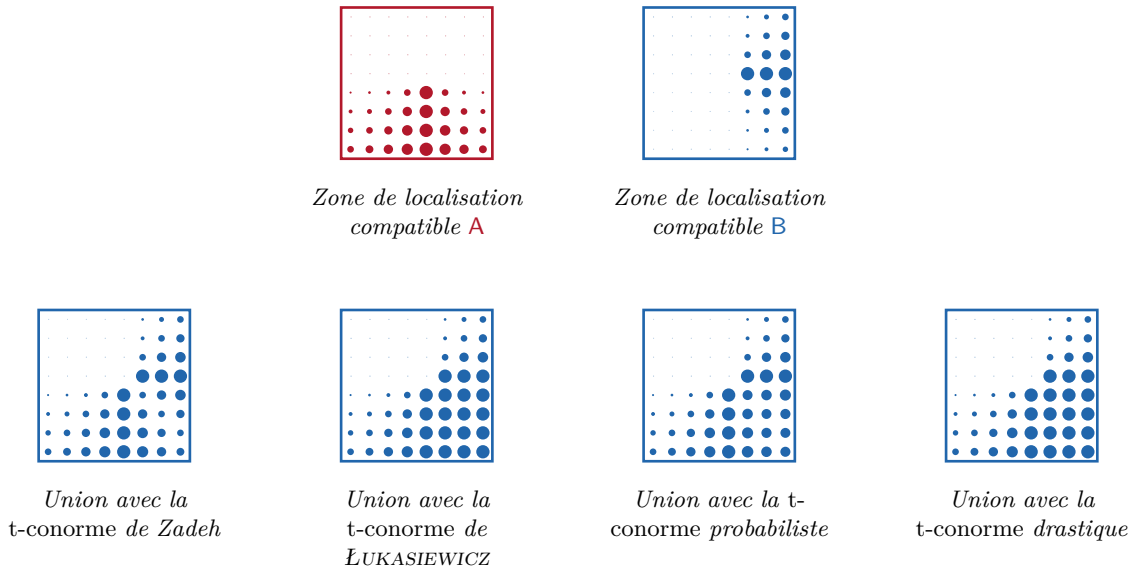 Zone de localisation
compatible A
Zone de localisation
compatible B
Union avec la
t-conorme de Zadeh
Union avec la
t-conorme de
ŁUKASIEWICZ
Union avec la t-
conorme probabiliste
Union avec la
t-conorme drastique